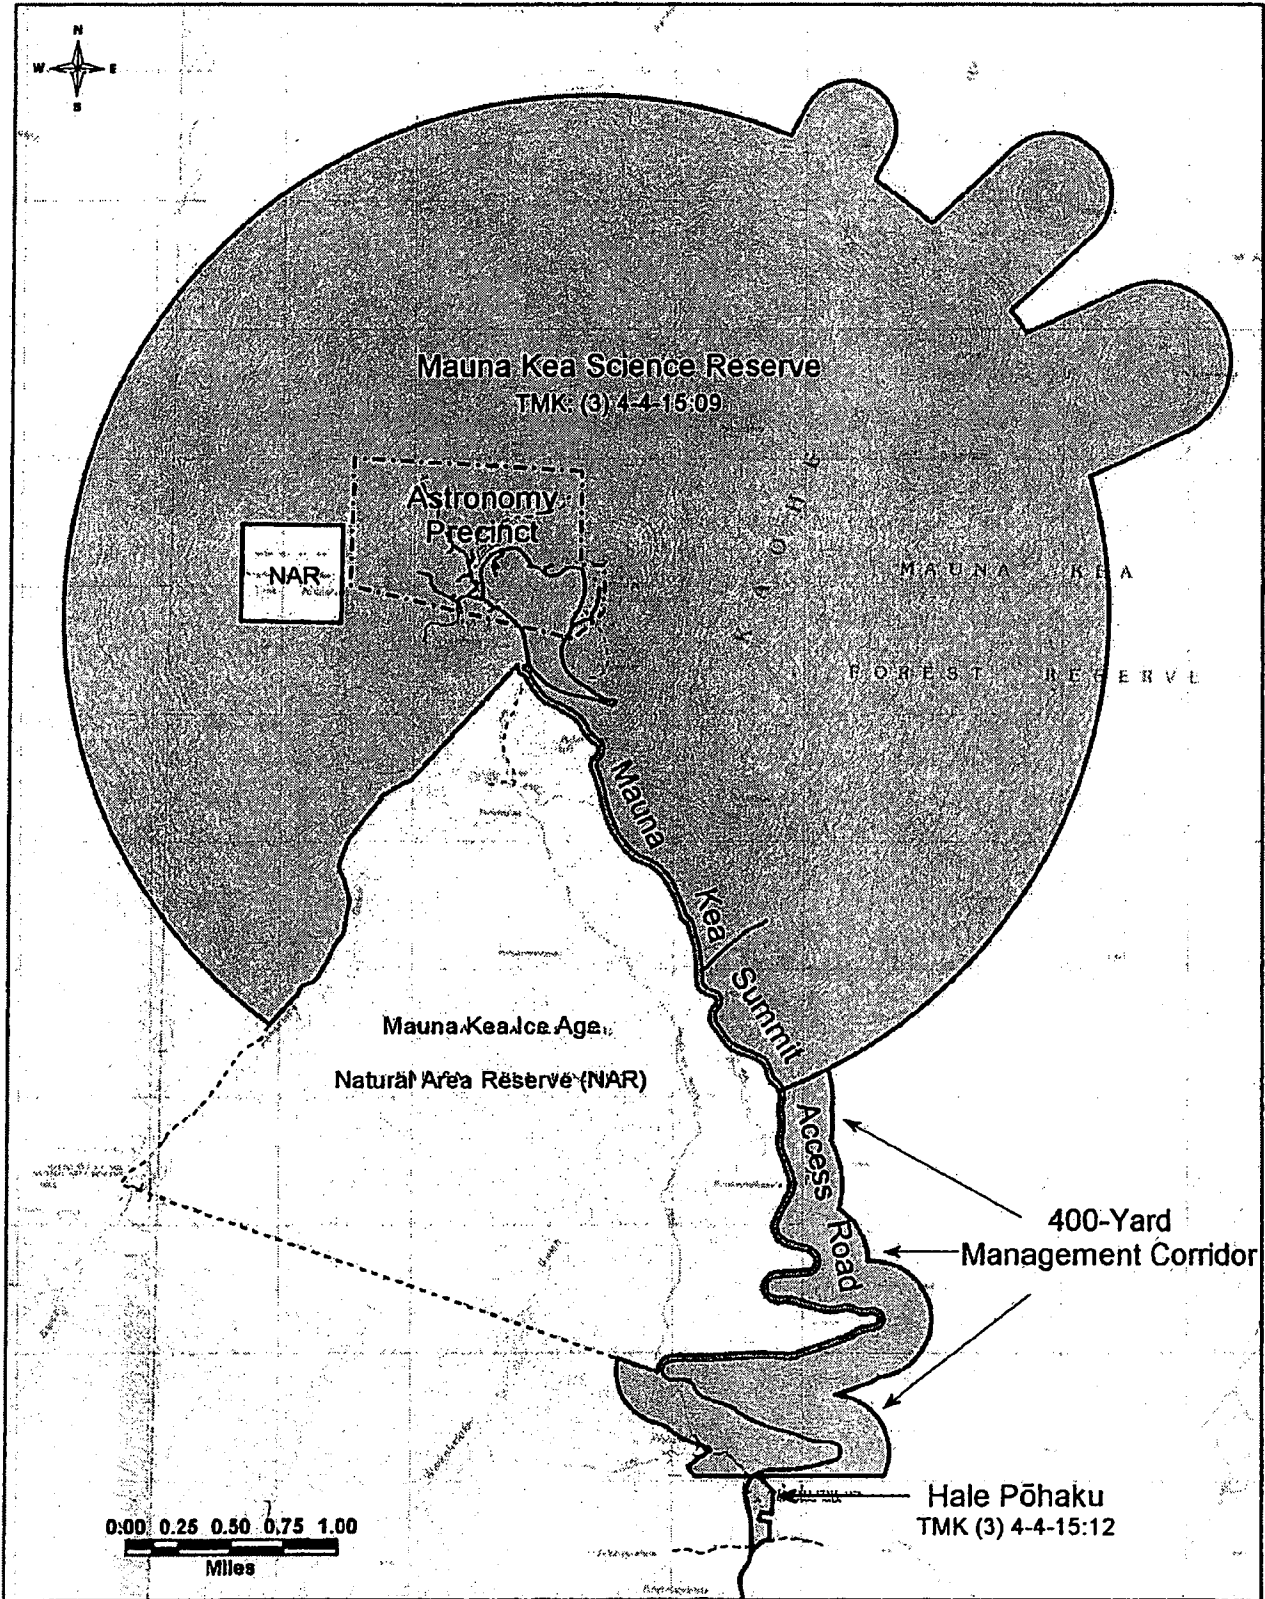 N
W E
S
Mauna Kea Science Reserve
TMK: (3) 4-4-15:09
KAOHE
Astronomy
Precinct
NAR
MAUNA KEA
FOREST RESERVE
Mauna Kea Summit Access Road
Mauna Kea Ice Age
Natural Area Reserve (NAR)
400-Yard
Management Corridor
Hale Pōhaku
TMK (3) 4-4-15:12
0:00 0.25 0.50 0.75 1.00
Miles